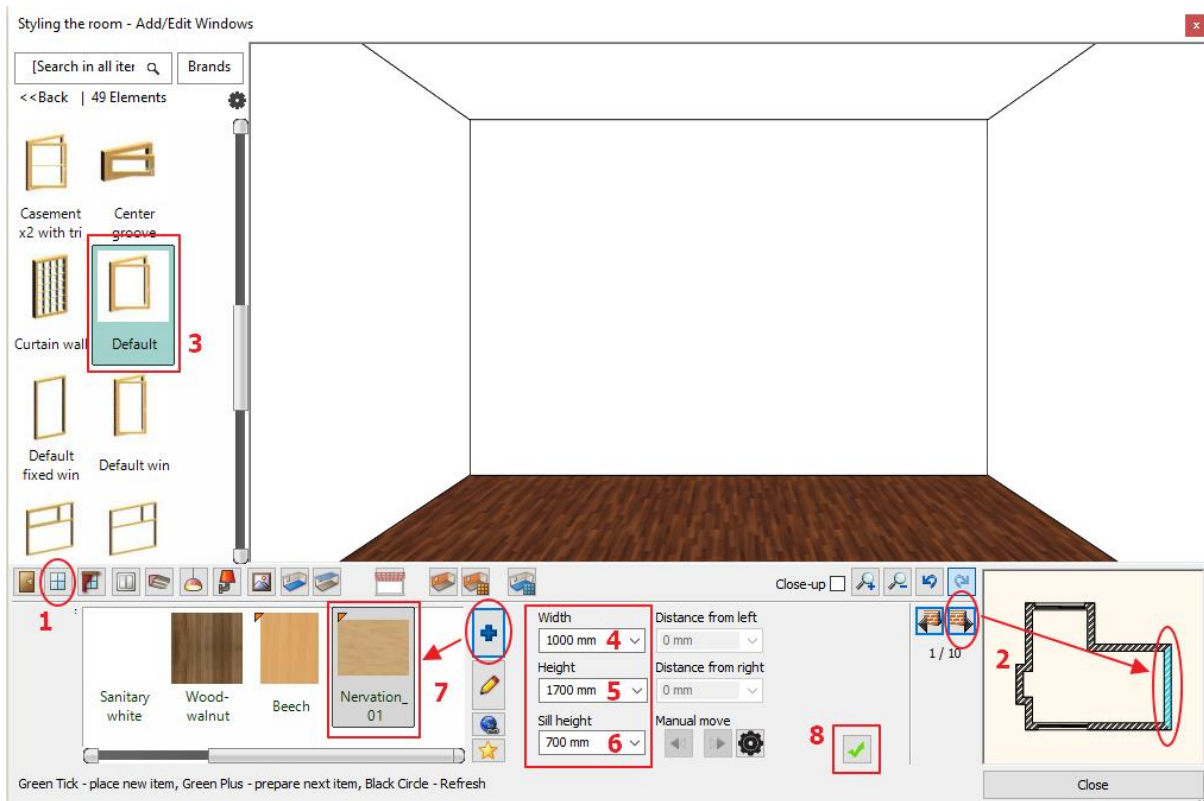 Styling the room - Add/Edit Windows
x
[Search in all iter
Brands
<<Back | 49 Elements
Casement
x2 with tri
Center
groove
Curtain wall
Default
3
Default
fixed win
Default win
1
Close-up
Sanitary
white
Wood-
walnut
Beech
Nervation_
01
7
Width
1000 mm 4
Height
1700 mm 5
Sill height
700 mm 6
Distance from left
0 mm
Distance from right
0 mm
Manual move
8
1 / 10
2
Green Tick - place new item, Green Plus - prepare next item, Black Circle - Refresh
Close